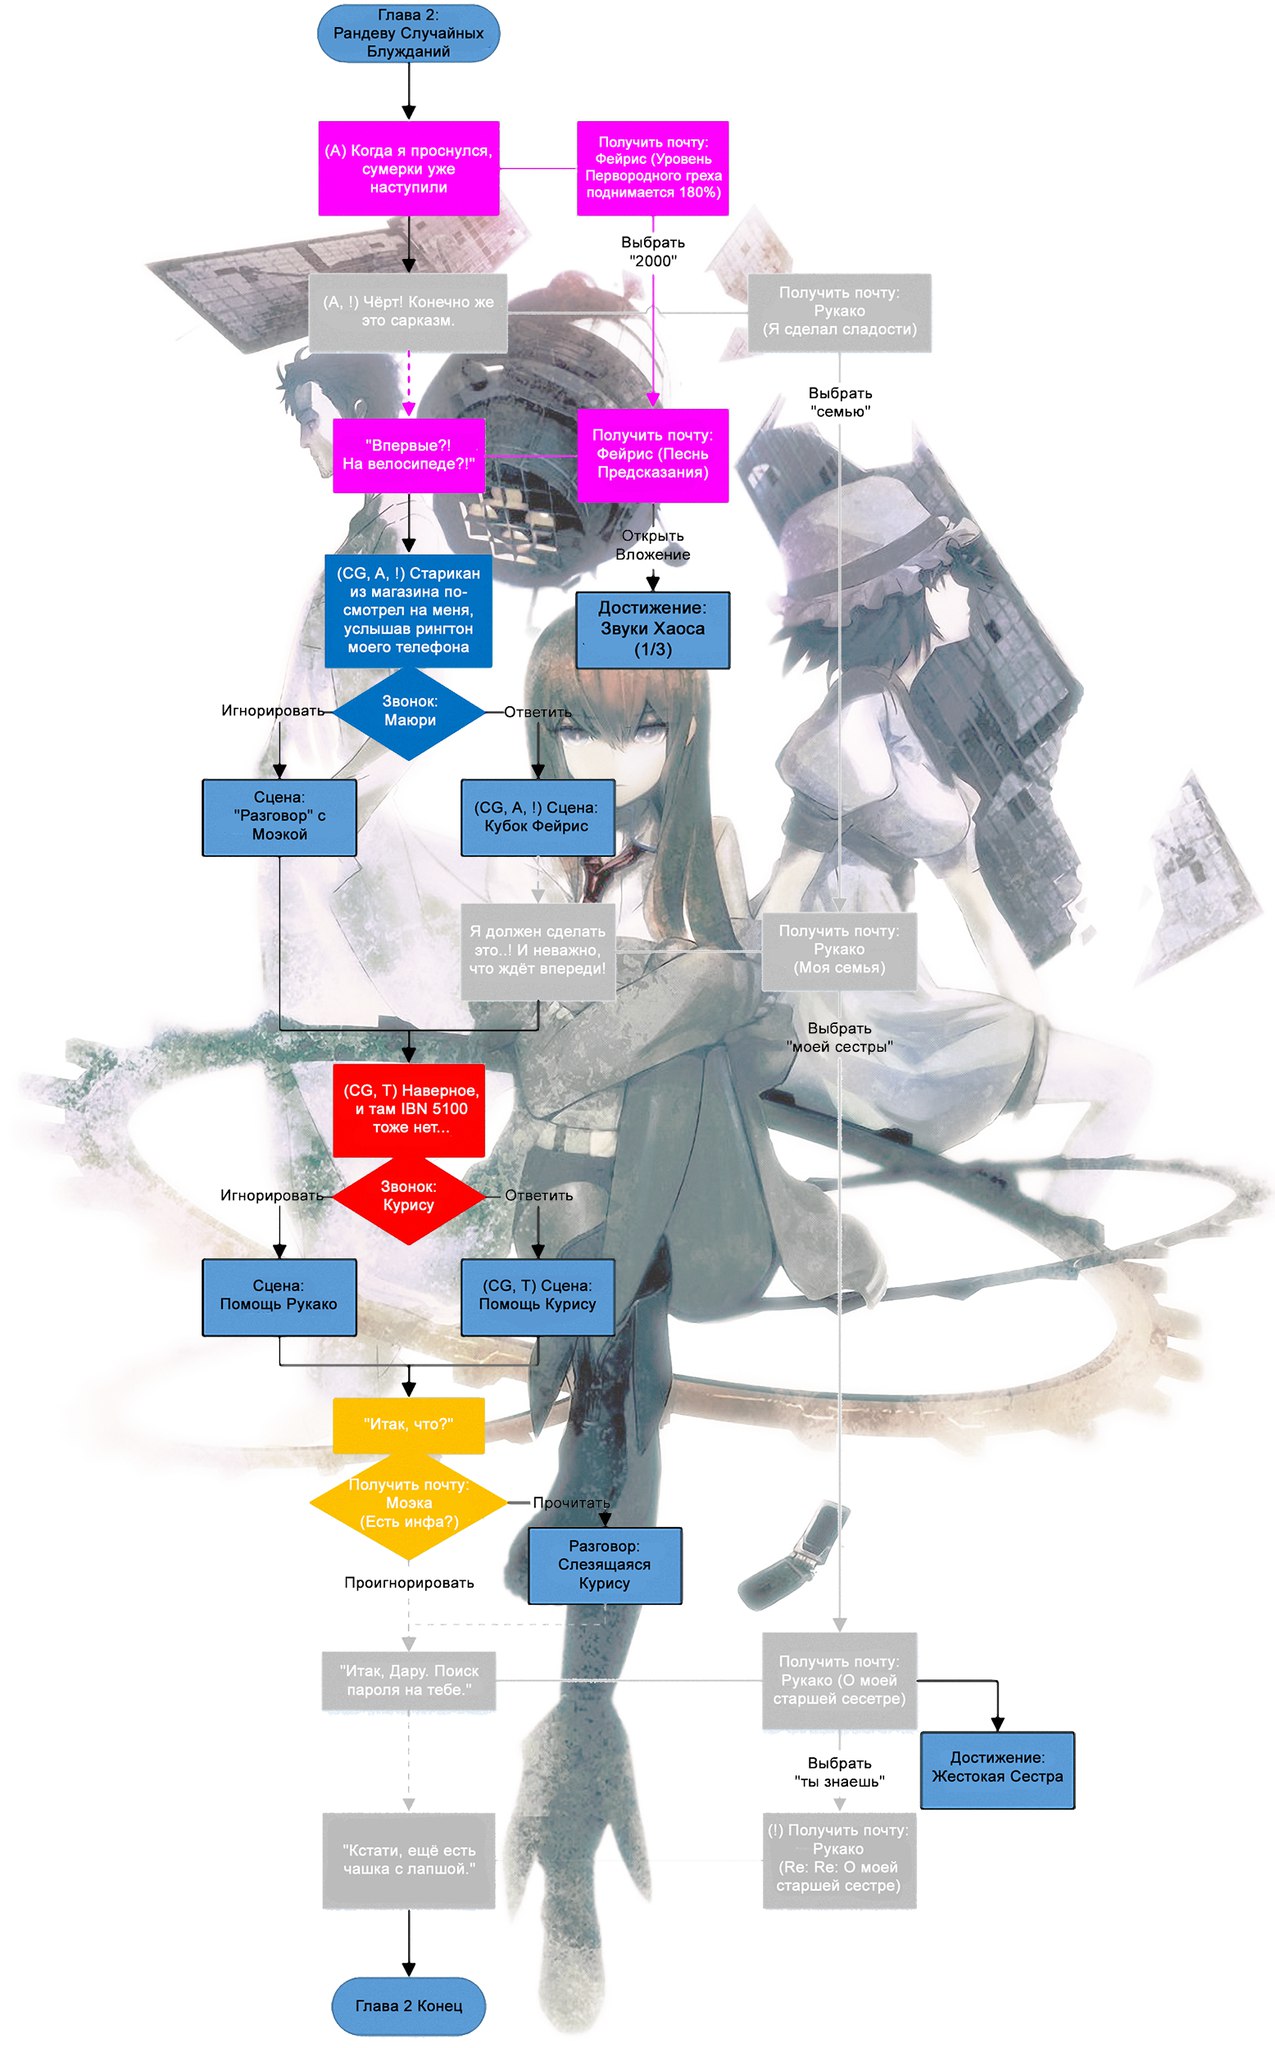 Глава 2:
Рандеву Случайных
Блужданий
(А) Когда я проснулся,
сумерки уже
наступили
Получить почту:
Фейрис (Уровень
Первородного греха
поднимается 180%)
Выбрать
"2000"
(А, !) Чёрт! Конечно же
это сарказм.
Получить почту:
Рукако
(Я сделал сладости)
Выбрать
"семью"
"Впервые?!
На велосипеде?!"
Получить почту:
Фейрис (Песнь
Предсказания)
Открыть
Вложение
(CG, А, !) Старикан
из магазина по-
смотрел на меня,
услышав рингтон
моего телефона
Достижение:
Звуки Хаоса
(1/3)
Звонок:
Маюри
Игнорировать
Ответить
Сцена:
"Разговор" с
Моэкой
(CG, А, !) Сцена:
Кубок Фейрис
Я должен сделать
это..! И неважно,
что ждёт впереди!
Получить почту:
Рукако
(Моя семья)
Выбрать
"моей сестры"
(CG, Т) Наверное,
и там IBN 5100
тоже нет...
Звонок:
Курису
Игнорировать
Ответить
Сцена:
Помощь Рукако
(CG, Т) Сцена:
Помощь Курису
"Итак, что?"
Получить почту:
Моэка
(Есть инфа?)
Прочитать
Разговор:
Слезящаяся
Курису
Проигнорировать
"Итак, Дару. Поиск
пароля на тебе."
Получить почту:
Рукако (О моей
старшей сесетре)
Достижение:
Жестокая Сестра
Выбрать
"ты знаешь"
"Кстати, ещё есть
чашка с лапшой."
(!) Получить почту:
Рукако
(Re: Re: О моей
старшей сестре)
Глава 2 Конец